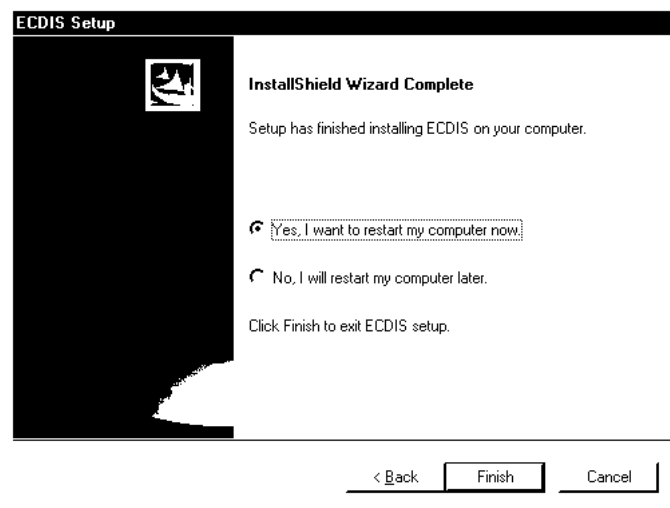 ECDIS Setup
InstallShield Wizard Complete
Setup has finished installing ECDIS on your computer.
Yes, I want to restart my computer now.
No, I will restart my computer later.
Click Finish to exit ECDIS setup.
< Back Finish Cancel